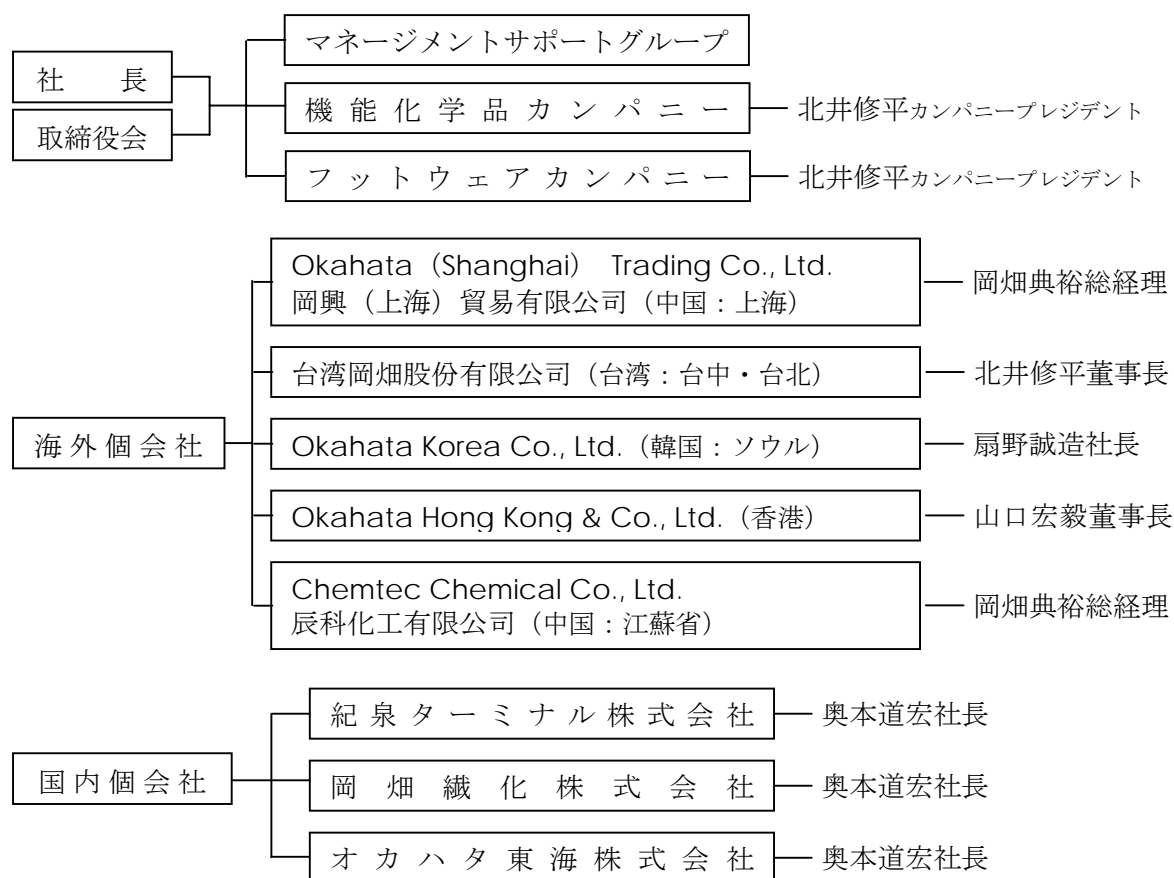 社長
取締役会
マネージメントサポートグループ
機能化学品カンパニー 北井修平カンパニープレジデント
フットウェアカンパニー 北井修平カンパニープレジデント
海外個会社
Okahata（Shanghai） Trading Co., Ltd.
岡興（上海）貿易有限公司（中国：上海） 岡畑典裕総経理
台湾岡畑股份有限公司（台湾：台中・台北） 北井修平董事長
Okahata Korea Co., Ltd.（韓国：ソウル） 扇野誠造社長
Okahata Hong Kong & Co., Ltd.（香港） 山口宏毅董事長
Chemtec Chemical Co., Ltd.
辰科化工有限公司（中国：江蘇省） 岡畑典裕総経理
国内個会社
紀泉ターミナル株式会社 奥本道宏社長
岡畑繊化株式会社 奥本道宏社長
オカハタ東海株式会社 奥本道宏社長